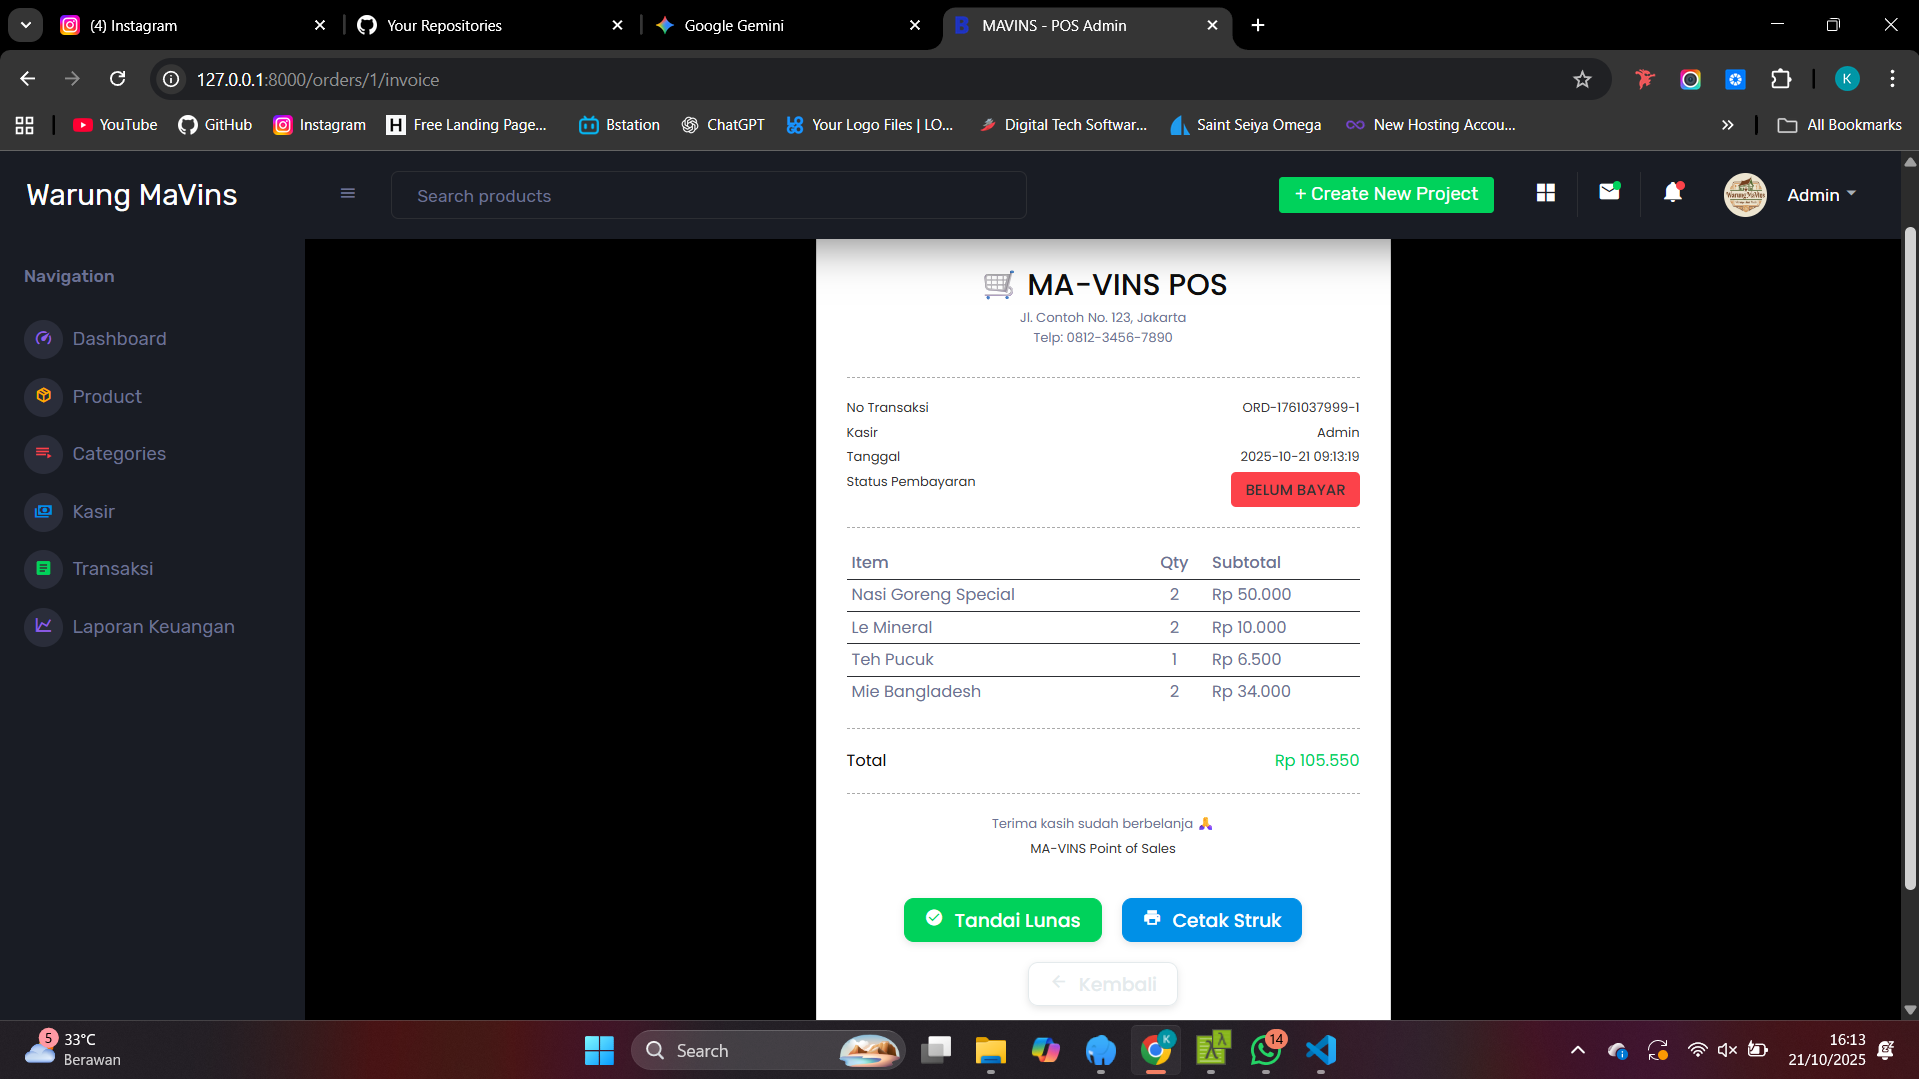 (4) Instagram
Your Repositories
Google Gemini
MAVINS - POS Admin
127.0.0.1:8000/orders/1/invoice
K
YouTube
GitHub
Instagram
Free Landing Page...
Bstation
ChatGPT
Your Logo Files | LO...
Digital Tech Softwar...
Saint Seiya Omega
New Hosting Accou...
All Bookmarks
Warung MaVins
Search products
+ Create New Project
Admin
Navigation
Dashboard
Product
Categories
Kasir
Transaksi
Laporan Keuangan
MA-VINS POS
Jl. Contoh No. 123, Jakarta
Telp: 0812-3456-7890
No Transaksi ORD-1761037999-1
Kasir Admin
Tanggal 2025-10-21 09:13:19
Status Pembayaran BELUM BAYAR
Item Qty Subtotal
Nasi Goreng Special 2 Rp 50.000
Le Mineral 2 Rp 10.000
Teh Pucuk 1 Rp 6.500
Mie Bangladesh 2 Rp 34.000
Total Rp 105.550
Terima kasih sudah berbelanja 🙏
MA-VINS Point of Sales
Tandai Lunas
Cetak Struk
Kembali
5
33°C
Berawan
Search
K
14
16:13
21/10/2025